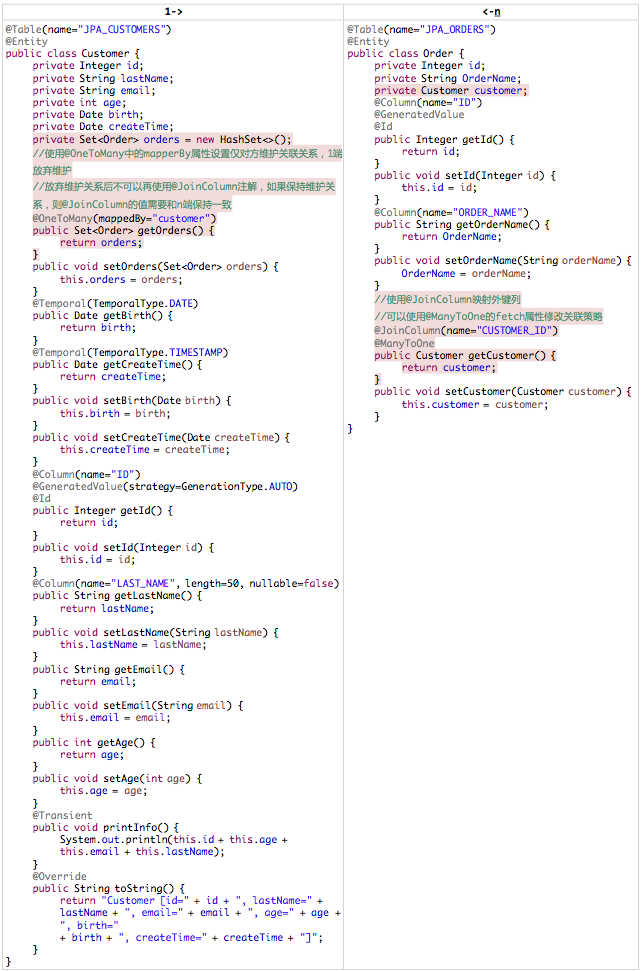 1->
@Table(name="JPA_CUSTOMERS")
@Entity
public class Customer {
private Integer id;
private String lastName;
private String email;
private int age;
private Date birth;
private Date createTime;
private Set<Order> orders = new HashSet<>();
//使用@OneToMany中的mapperBy属性设置仅对方维护关联关系，1端
放弃维护
//放弃维护关系后不可以再使用@JoinColumn注解，如果保持维护关
系，则@JoinColumn的值需要和n端保持一致
@OneToMany(mappedBy="customer")
public Set<Order> getOrders() {
return orders;
}
public void setOrders(Set<Order> orders) {
this.orders = orders;
}
@Temporal(TemporalType.DATE)
public Date getBirth() {
return birth;
}
@Temporal(TemporalType.TIMESTAMP)
public Date getCreateTime() {
return createTime;
}
public void setBirth(Date birth) {
this.birth = birth;
}
public void setCreateTime(Date createTime) {
this.createTime = createTime;
}
@Column(name="ID")
@GeneratedValue(strategy=GenerationType.AUTO)
@Id
public Integer getId() {
return id;
}
public void setId(Integer id) {
this.id = id;
}
@Column(name="LAST_NAME", length=50, nullable=false)
public String getLastName() {
return lastName;
}
public void setLastName(String lastName) {
this.lastName = lastName;
}
public String getEmail() {
return email;
}
public void setEmail(String email) {
this.email = email;
}
public int getAge() {
return age;
}
public void setAge(int age) {
this.age = age;
}
@Transient
public void printInfo() {
System.out.println(this.id + this.age +
this.email + this.lastName);
}
@Override
public String toString() {
return "Customer [id=" + id + ", lastName=" +
lastName + ", email=" + email + ", age=" + age +
", birth="
+ birth + ", createTime=" + createTime + "]";
}
}
<-n
@Table(name="JPA_ORDERS")
@Entity
public class Order {
private Integer id;
private String OrderName;
private Customer customer;
@Column(name="ID")
@GeneratedValue
@Id
public Integer getId() {
return id;
}
public void setId(Integer id) {
this.id = id;
}
@Column(name="ORDER_NAME")
public String getOrderName() {
return OrderName;
}
public void setOrderName(String orderName) {
OrderName = orderName;
}
//使用@JoinColumn映射外键列
//可以使用@ManyToOne的fetch属性修改关联策略
@JoinColumn(name="CUSTOMER_ID")
@ManyToOne
public Customer getCustomer() {
return customer;
}
public void setCustomer(Customer customer) {
this.customer = customer;
}
}